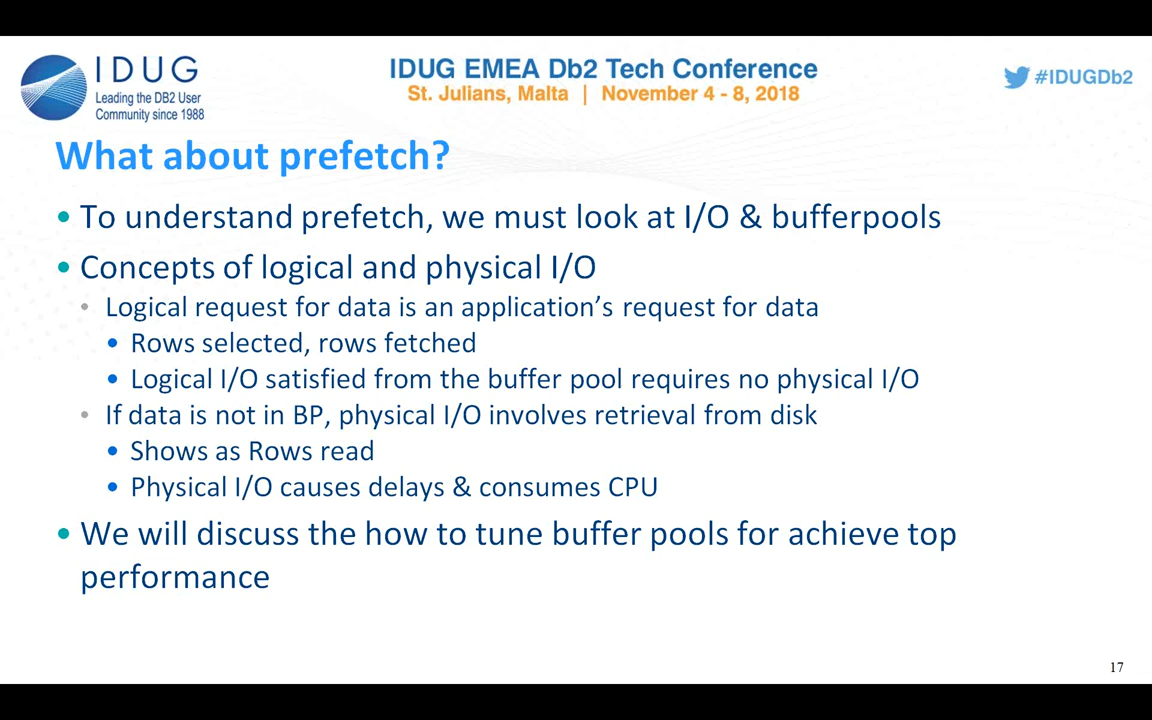 IDUG
Leading the DB2 User
Community since 1988
IDUG EMEA Db2 Tech Conference
St. Julians, Malta | November 4 - 8, 2018
#IDUGDb2
What about prefetch?
• To understand prefetch, we must look at I/O & bufferpools
• Concepts of logical and physical I/O
• Logical request for data is an application’s request for data
• Rows selected, rows fetched
• Logical I/O satisfied from the buffer pool requires no physical I/O
• If data is not in BP, physical I/O involves retrieval from disk
• Shows as Rows read
• Physical I/O causes delays & consumes CPU
• We will discuss the how to tune buffer pools for achieve top
performance
17